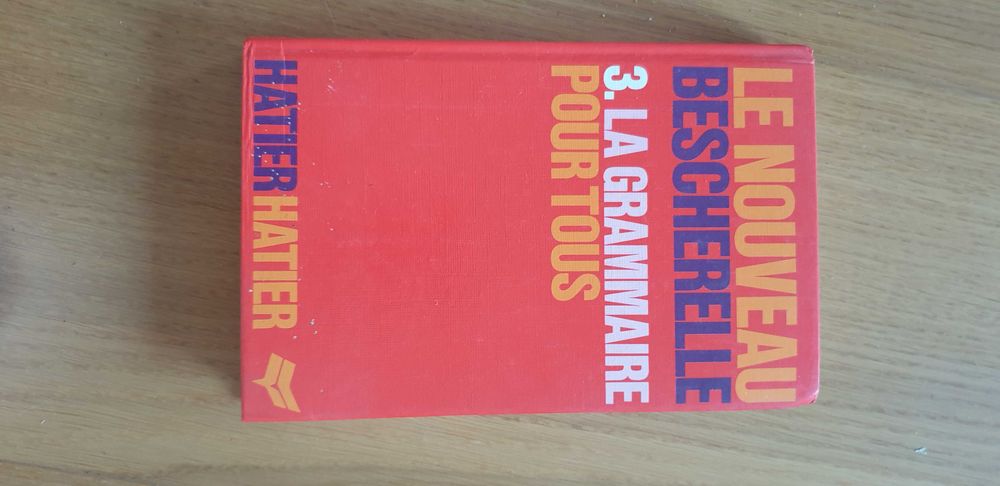 LE NOUVEAU
BESCHERELLE
3. LA GRAMMAIRE
POUR TOUS
HATIER HATIER